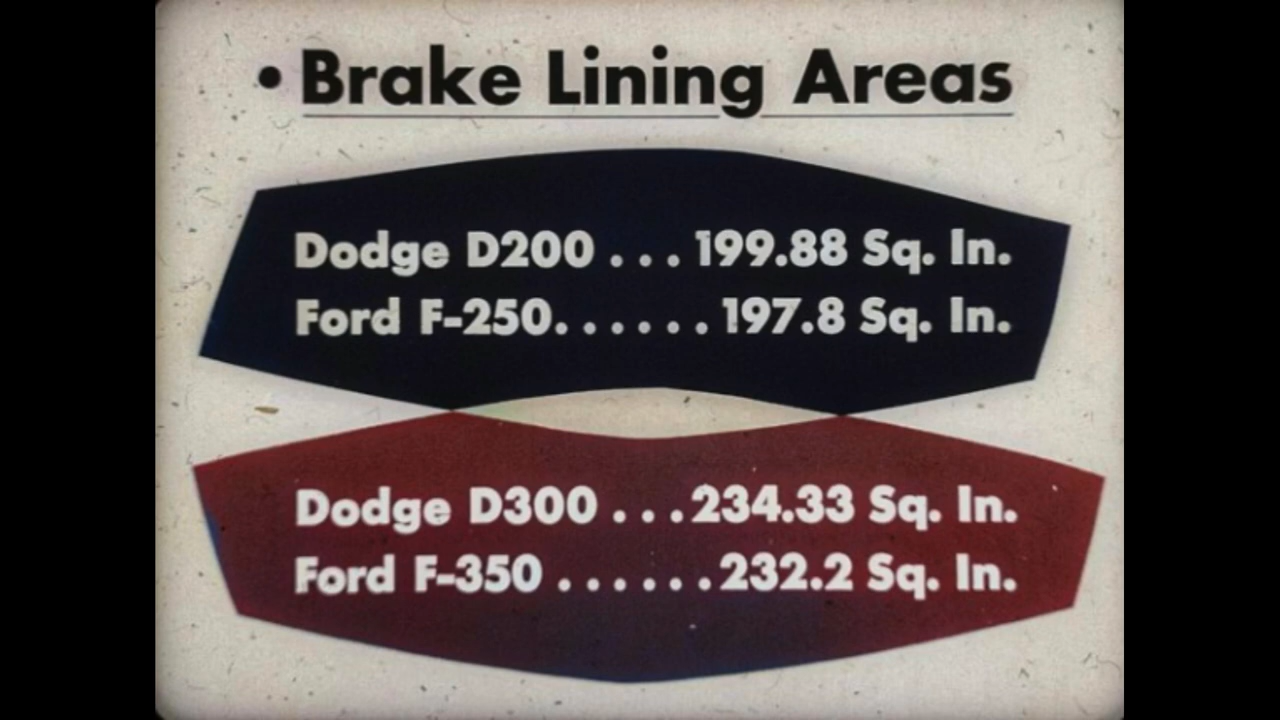 • Brake Lining Areas
Dodge D200 . . . 199.88 Sq. In.
Ford F-250. . . . . . 197.8 Sq. In.
Dodge D300 . . . 234.33 Sq. In.
Ford F-350 . . . . . . 232.2 Sq. In.